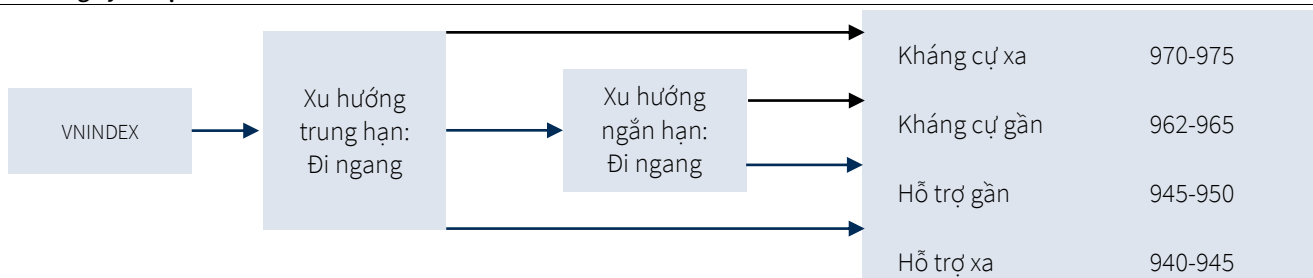 VNINDEX
Xu hướng
trung hạn:
Đi ngang
Xu hướng
ngắn hạn:
Đi ngang
Kháng cự xa 970-975
Kháng cự gần 962-965
Hỗ trợ gần 945-950
Hỗ trợ xa 940-945